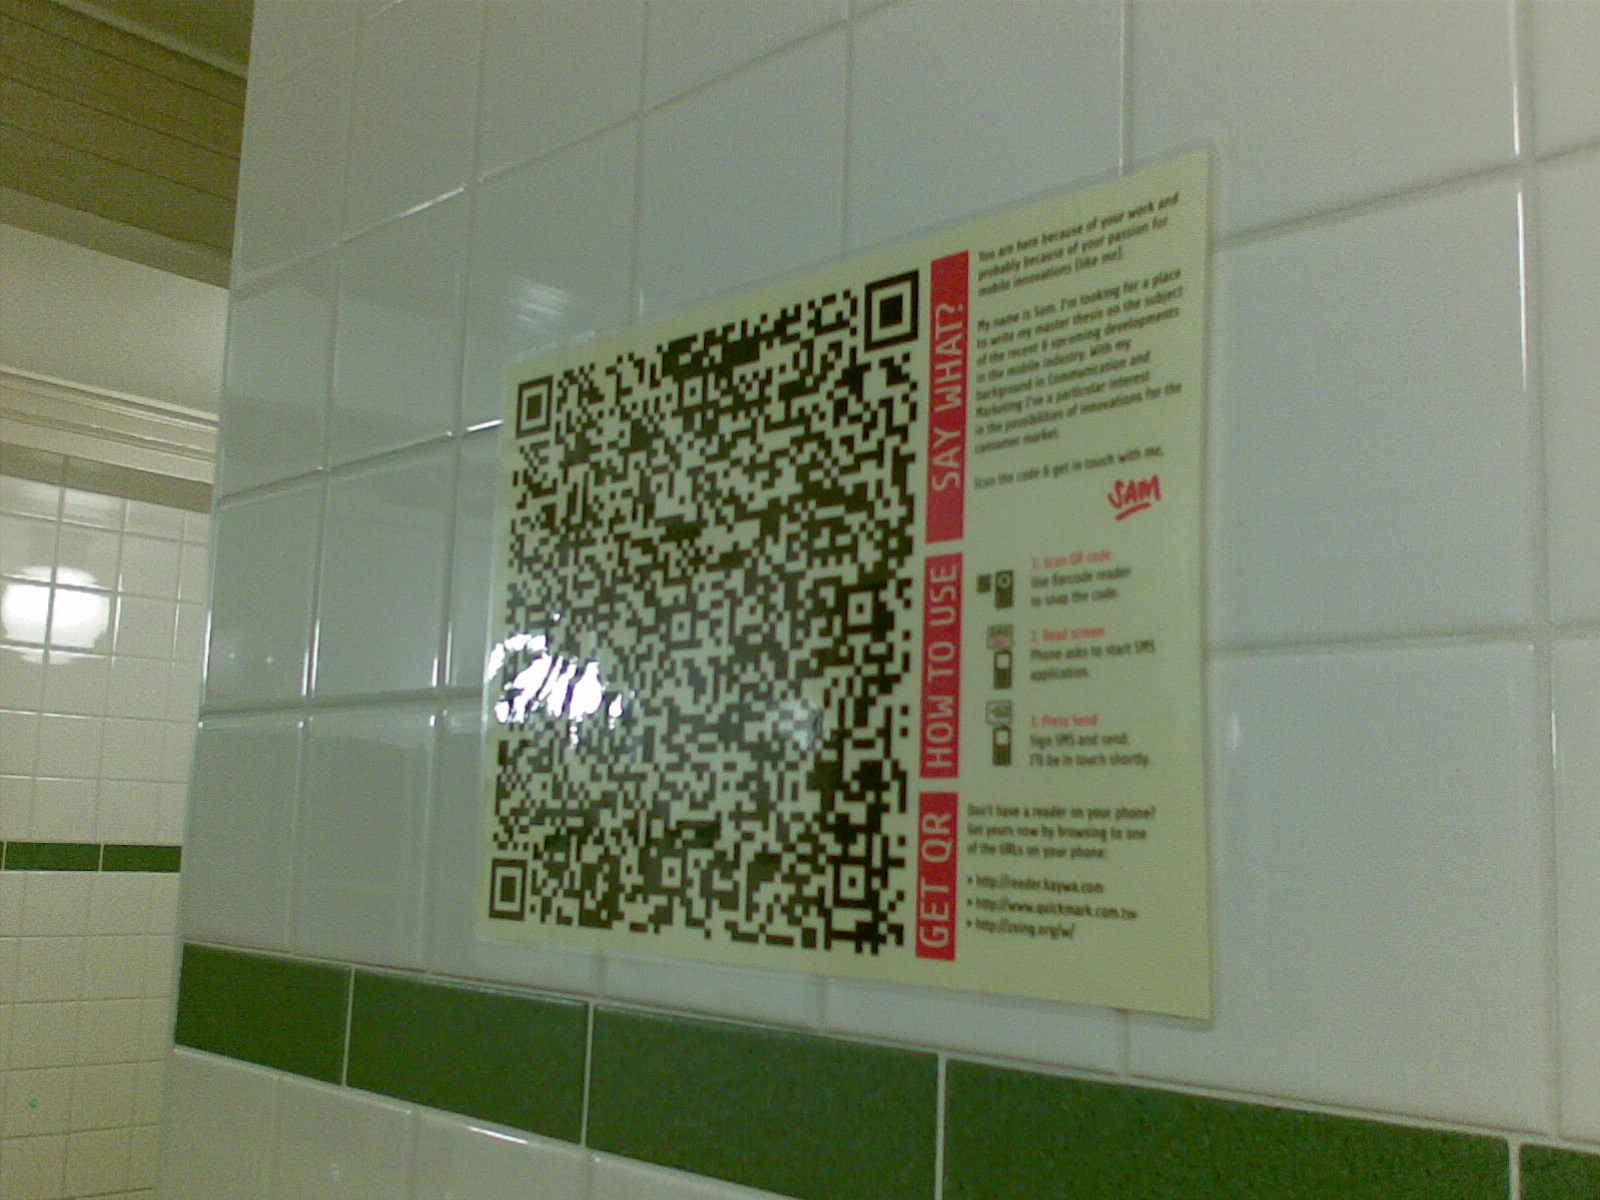 SAY WHAT?
You are here because of your work and
probably because of your passion for
mobile innovations (like me).
My name is Sam. I'm looking for a place
to write my master thesis on the subject
of the recent & upcoming developments
in the mobile industry. With my
background in Communication and
Marketing I've a particular interest
in the possibilities of innovations for the
consumer market.
Scan the code & get in touch with me,
SAM
HOW TO USE
1. Scan QR code
Use Barcode reader
to snap the code.
2. Read screen
Phone asks to start SMS
application.
3. Press Send
Sign SMS and send.
I'll be in touch shortly.
GET QR
Don't have a reader on your phone?
Get yours now by browsing to one
of the URLs on your phone:
http://reader.kaywa.com
http://www.quickmark.com.tw
http://zxing.org/w/